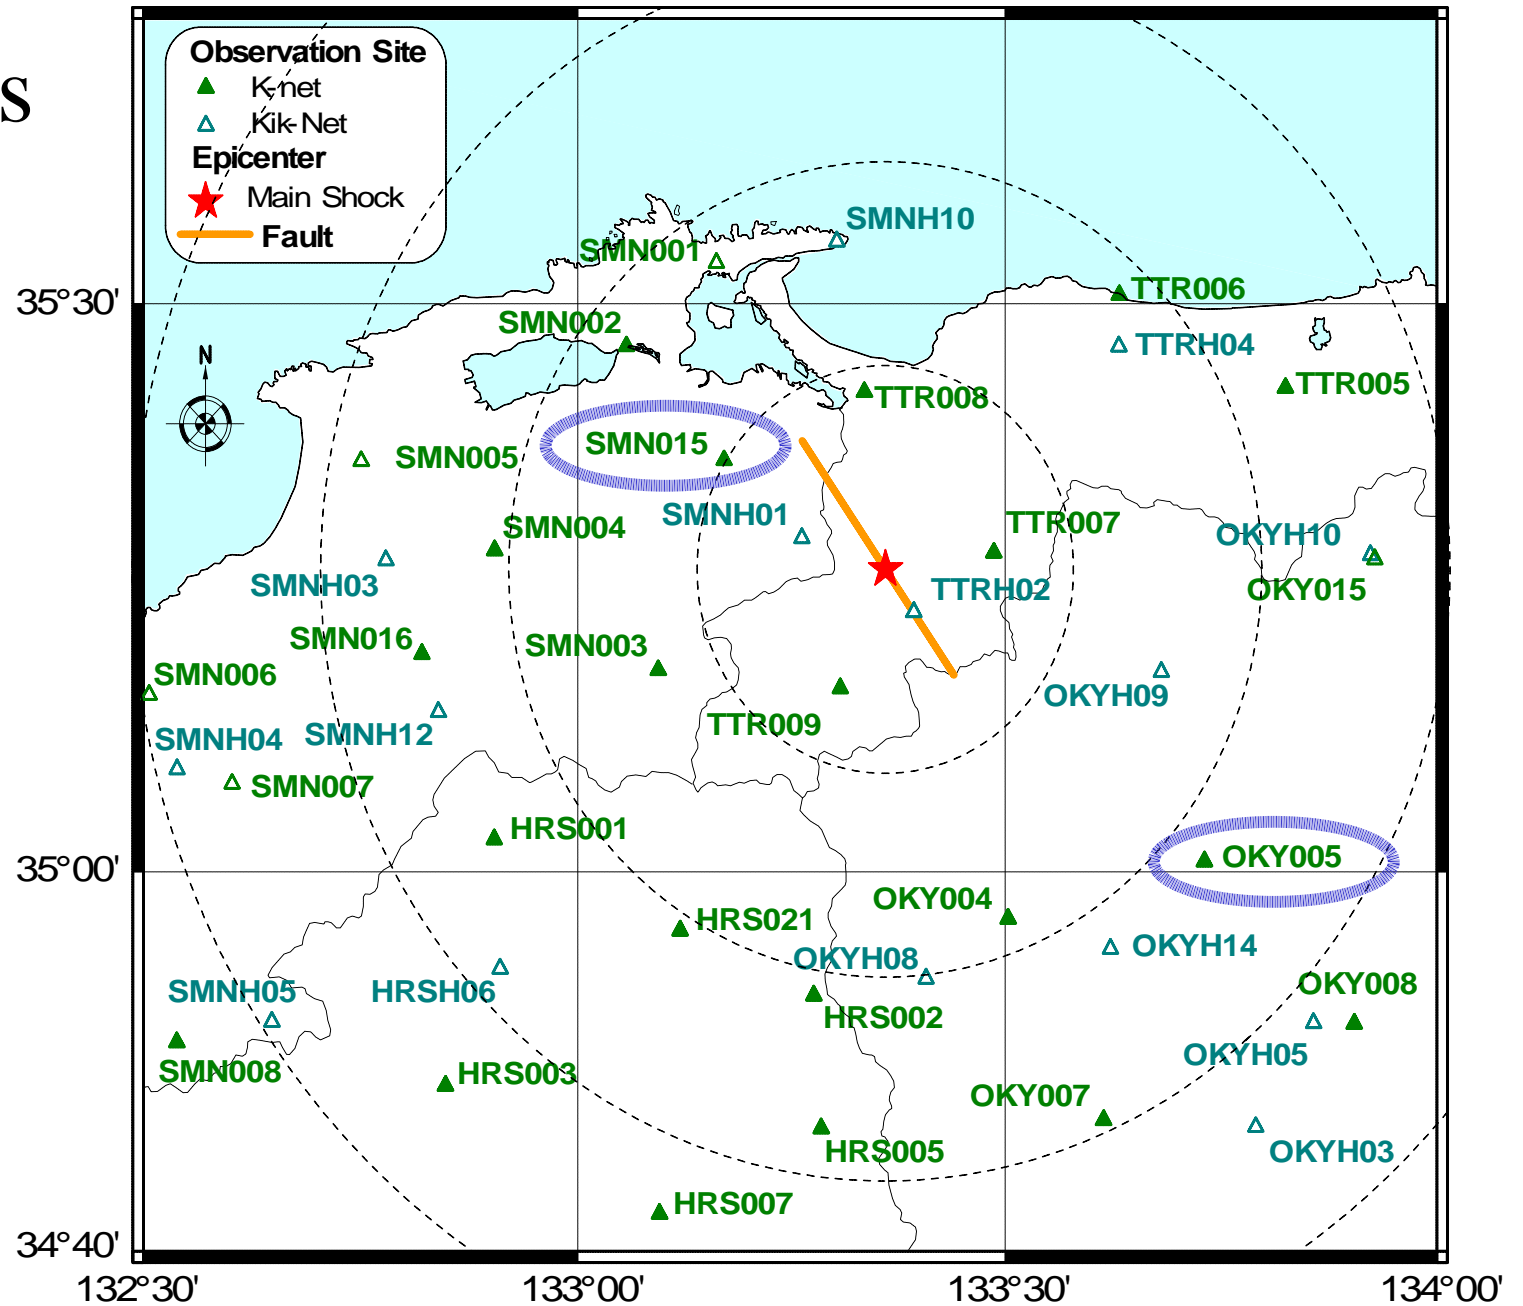 S
Observation Site
K-net
Kik-Net
Epicenter
Main Shock
Fault
N
SMNH10
SMN001
35°30'
TTR006
SMN002
TTRH04
TTR005
TTR008
SMN015
SMN005
SMNH01
SMN004
TTR007
OKYH10
SMNH03
TTRH02
OKY015
SMN016
SMN003
SMN006
OKYH09
TTR009
SMNH04
SMNH12
SMN007
HRS001
35°00'
OKY005
OKY004
HRS021
OKYH14
OKYH08
OKY008
SMNH05
HRSH06
HRS002
OKYH05
SMN008
HRS003
OKY007
HRS005
OKYH03
HRS007
34°40'
132°30'
133°00'
133°30'
134°00'